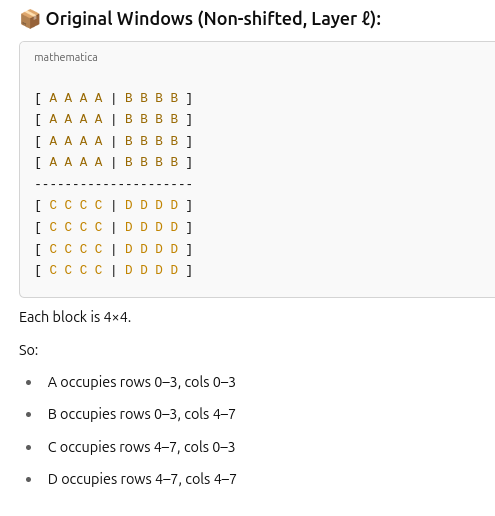 📦 Original Windows (Non-shifted, Layer ℓ):
mathematica
[ A A A A | B B B B ]
[ A A A A | B B B B ]
[ A A A A | B B B B ]
[ A A A A | B B B B ]
---------------------
[ C C C C | D D D D ]
[ C C C C | D D D D ]
[ C C C C | D D D D ]
[ C C C C | D D D D ]
Each block is 4×4.
So:
• A occupies rows 0–3, cols 0–3
• B occupies rows 0–3, cols 4–7
• C occupies rows 4–7, cols 0–3
• D occupies rows 4–7, cols 4–7